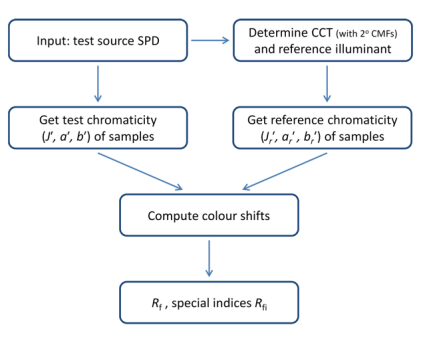 Input: test source SPD
Determine CCT (with 2° CMFs)
and reference illuminant
Get test chromaticity
(J′, a′, b′) of samples
Get reference chromaticity
(Jr′, ar′, br′) of samples
Compute colour shifts
Rf , special indices Rfi